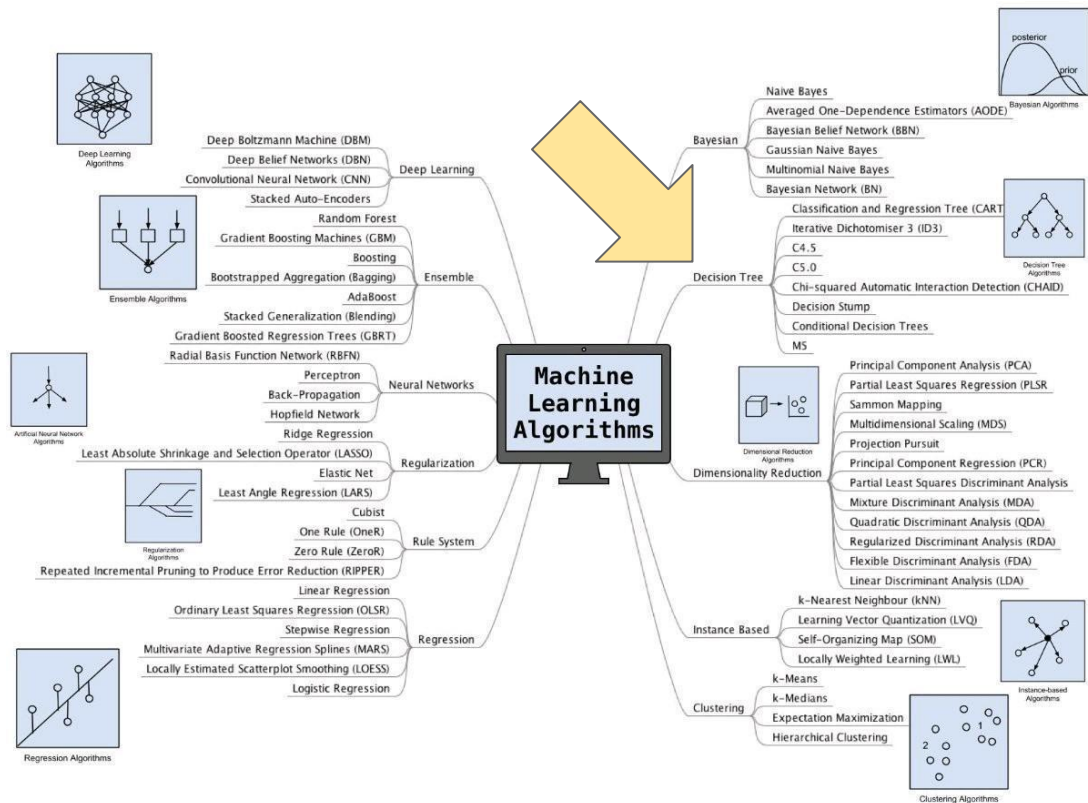 Deep Learning
Algorithms
Deep Boltzmann Machine (DBM)
Deep Belief Networks (DBN)
Convolutional Neural Network (CNN)
Stacked Auto-Encoders
Deep Learning
Ensemble Algorithms
Random Forest
Gradient Boosting Machines (GBM)
Boosting
Bootstrapped Aggregation (Bagging)
AdaBoost
Stacked Generalization (Blending)
Gradient Boosted Regression Trees (GBRT)
Ensemble
Artificial Neural Network
Algorithms
Radial Basis Function Network (RBFN)
Perceptron
Back-Propagation
Hopfield Network
Neural Networks
Ridge Regression
Least Absolute Shrinkage and Selection Operator (LASSO)
Elastic Net
Least Angle Regression (LARS)
Regularization
Regularization
Algorithms
Cubist
One Rule (OneR)
Zero Rule (ZeroR)
Repeated Incremental Pruning to Produce Error Reduction (RIPPER)
Rule System
Linear Regression
Ordinary Least Squares Regression (OLSR)
Stepwise Regression
Multivariate Adaptive Regression Splines (MARS)
Locally Estimated Scatterplot Smoothing (LOESS)
Logistic Regression
Regression
Regression Algorithms
Machine
Learning
Algorithms
posterior
prior
Bayesian Algorithms
Bayesian
Naive Bayes
Averaged One-Dependence Estimators (AODE)
Bayesian Belief Network (BBN)
Gaussian Naive Bayes
Multinomial Naive Bayes
Bayesian Network (BN)
Decision Tree
Classification and Regression Tree (CART
Iterative Dichotomiser 3 (ID3)
C4.5
C5.0
Chi-squared Automatic Interaction Detection (CHAID)
Decision Stump
Conditional Decision Trees
M5
Decision Tree
Algorithms
Dimensional Reduction
Algorithms
Dimensionality Reduction
Principal Component Analysis (PCA)
Partial Least Squares Regression (PLSR
Sammon Mapping
Multidimensional Scaling (MDS)
Projection Pursuit
Principal Component Regression (PCR)
Partial Least Squares Discriminant Analysis
Mixture Discriminant Analysis (MDA)
Quadratic Discriminant Analysis (QDA)
Regularized Discriminant Analysis (RDA)
Flexible Discriminant Analysis (FDA)
Linear Discriminant Analysis (LDA)
Instance Based
k-Nearest Neighbour (kNN)
Learning Vector Quantization (LVQ)
Self-Organizing Map (SOM)
Locally Weighted Learning (LWL)
Instance-based
Algorithms
Clustering
k-Means
k-Medians
Expectation Maximization
Hierarchical Clustering
1
2
Clustering Algorithms